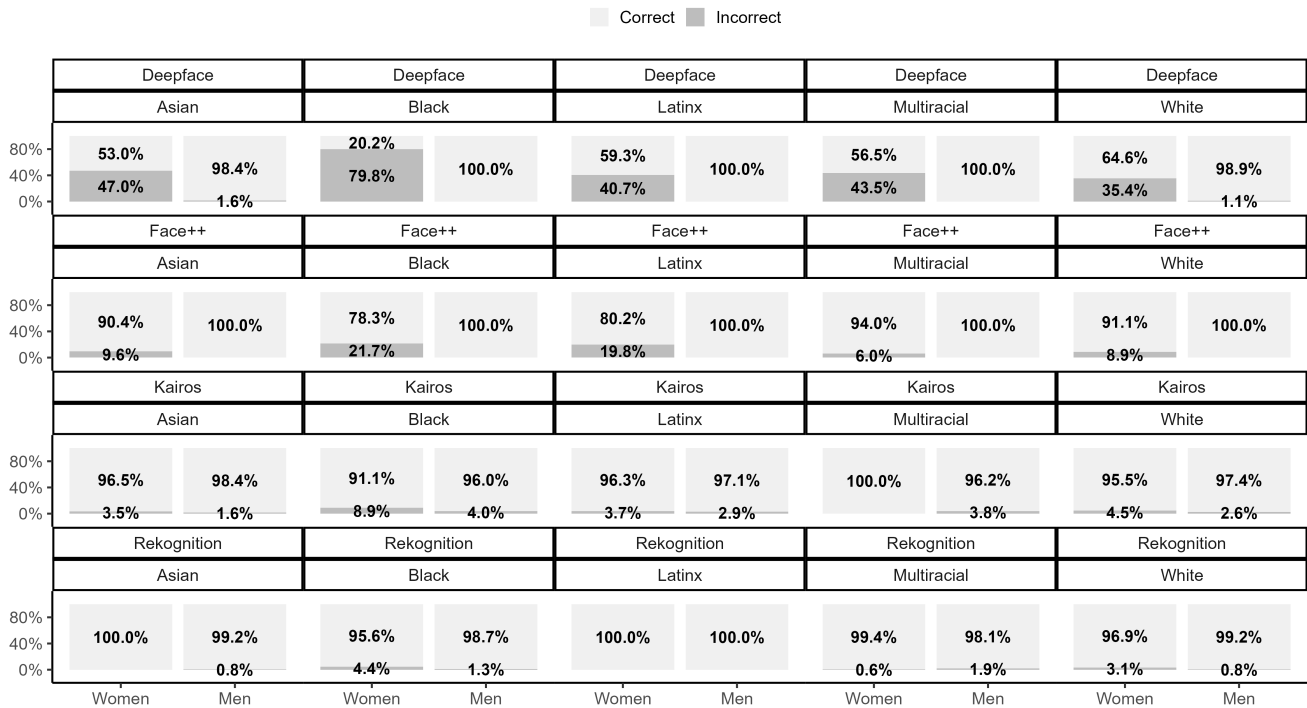 Correct Incorrect
Deepface Deepface Deepface Deepface Deepface
Asian Black Latinx Multiracial White
80% 53.0% 98.4% 20.2% 100.0% 59.3% 100.0% 56.5% 100.0% 64.6% 98.9%
40% 47.0% 79.8% 40.7% 43.5% 35.4%
0% 1.6% 1.1%
Face++ Face++ Face++ Face++ Face++
Asian Black Latinx Multiracial White
80% 90.4% 100.0% 78.3% 100.0% 80.2% 100.0% 94.0% 100.0% 91.1% 100.0%
40%
0% 9.6% 21.7% 19.8% 6.0% 8.9%
Kairos Kairos Kairos Kairos Kairos
Asian Black Latinx Multiracial White
80%
40% 96.5% 98.4% 91.1% 96.0% 96.3% 97.1% 100.0% 96.2% 95.5% 97.4%
0% 3.5% 1.6% 8.9% 4.0% 3.7% 2.9% 3.8% 4.5% 2.6%
Rekognition Rekognition Rekognition Rekognition Rekognition
Asian Black Latinx Multiracial White
80%
40% 100.0% 99.2% 95.6% 98.7% 100.0% 100.0% 99.4% 98.1% 96.9% 99.2%
0% 0.8% 4.4% 1.3% 0.6% 1.9% 3.1% 0.8%
Women Men Women Men Women Men Women Men Women Men